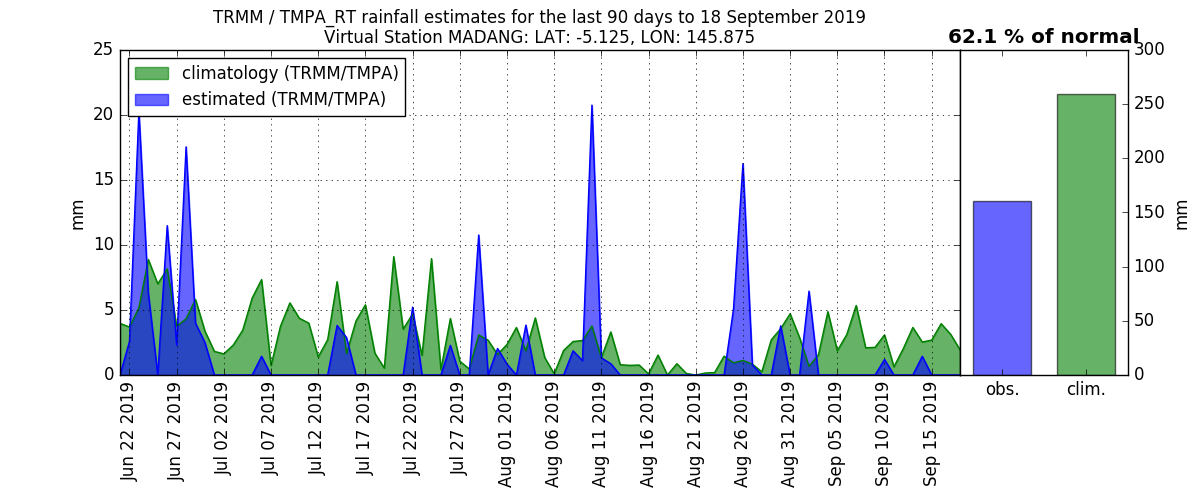 TRMM / TMPA_RT rainfall estimates for the last 90 days to 18 September 2019
Virtual Station MADANG: LAT: -5.125, LON: 145.875
62.1 % of normal
climatology (TRMM/TMPA)
estimated (TRMM/TMPA)
mm
25
20
15
10
5
0
Jun 22 2019
Jun 27 2019
Jul 02 2019
Jul 07 2019
Jul 12 2019
Jul 17 2019
Jul 22 2019
Jul 27 2019
Aug 01 2019
Aug 06 2019
Aug 11 2019
Aug 16 2019
Aug 21 2019
Aug 26 2019
Aug 31 2019
Sep 05 2019
Sep 10 2019
Sep 15 2019
obs.
clim.
300
250
200
150
100
50
0
mm